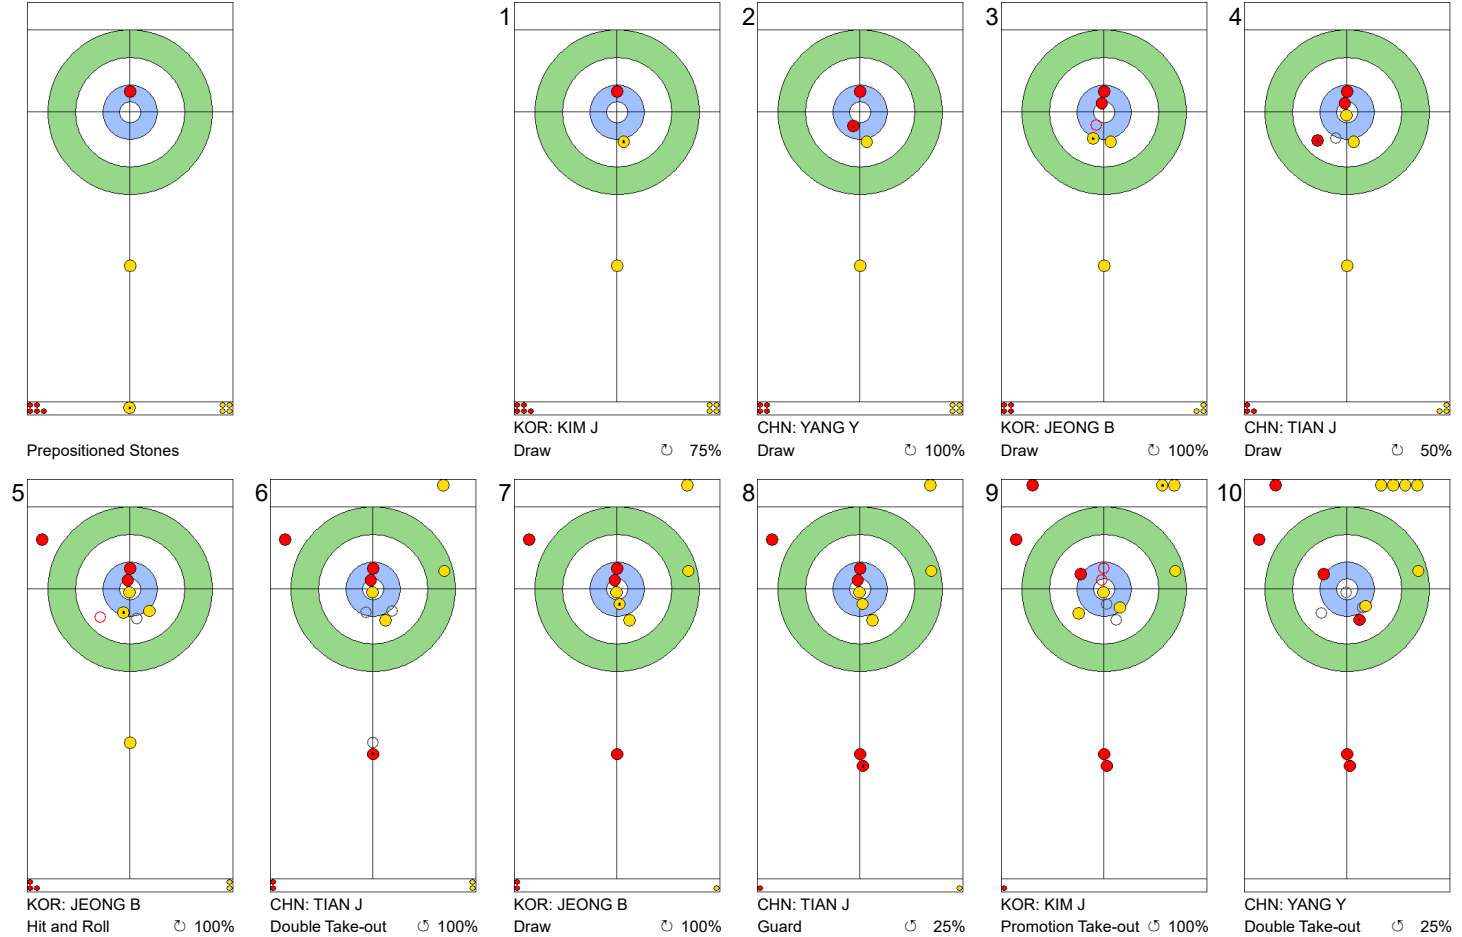 1 2 3 4
KOR: KIM J CHN: YANG Y KOR: JEONG B CHN: TIAN J
Prepositioned Stones Draw ↻ 75% Draw ↻ 100% Draw ↻ 100% Draw ↻ 50%
5 6 7 8 9 10
KOR: JEONG B CHN: TIAN J KOR: JEONG B CHN: TIAN J KOR: KIM J CHN: YANG Y
Hit and Roll ↻ 100% Double Take-out ↺ 100% Draw ↻ 100% Guard ↺ 25% Promotion Take-out ↺ 100% Double Take-out ↺ 25%